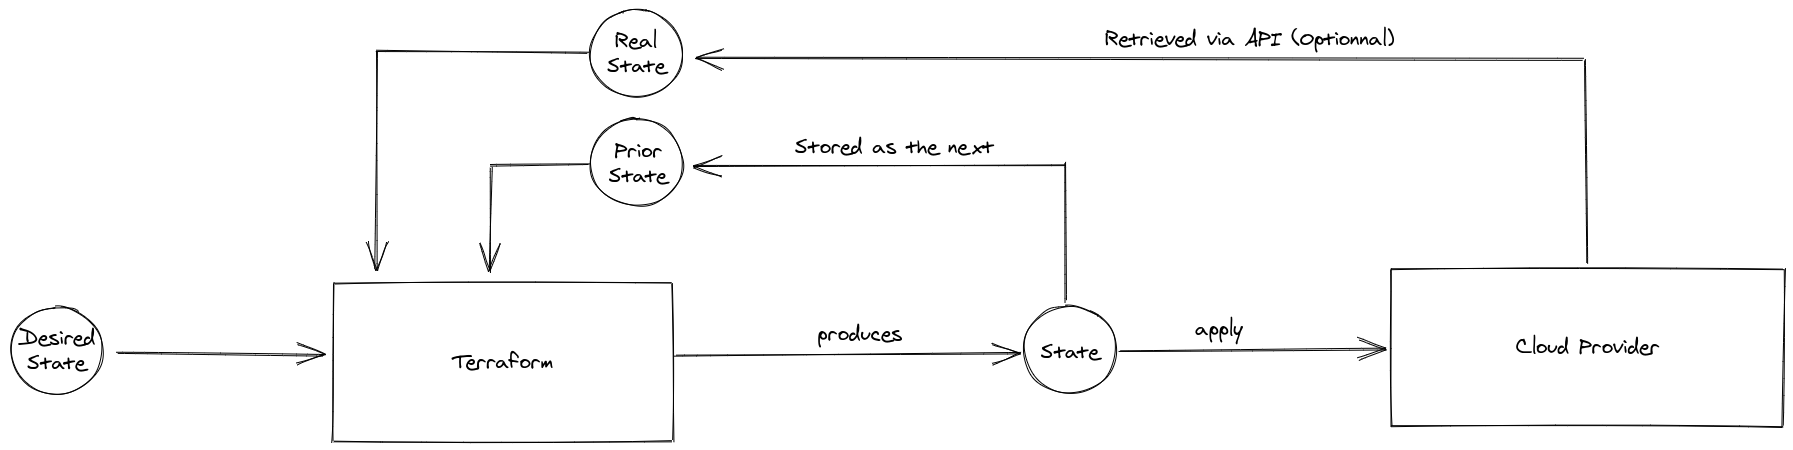 Real
State
Retrieved via API (Optionnal)
Prior
State
Stored as the next
Desired
State
Terraform
produces
State
apply
Cloud Provider